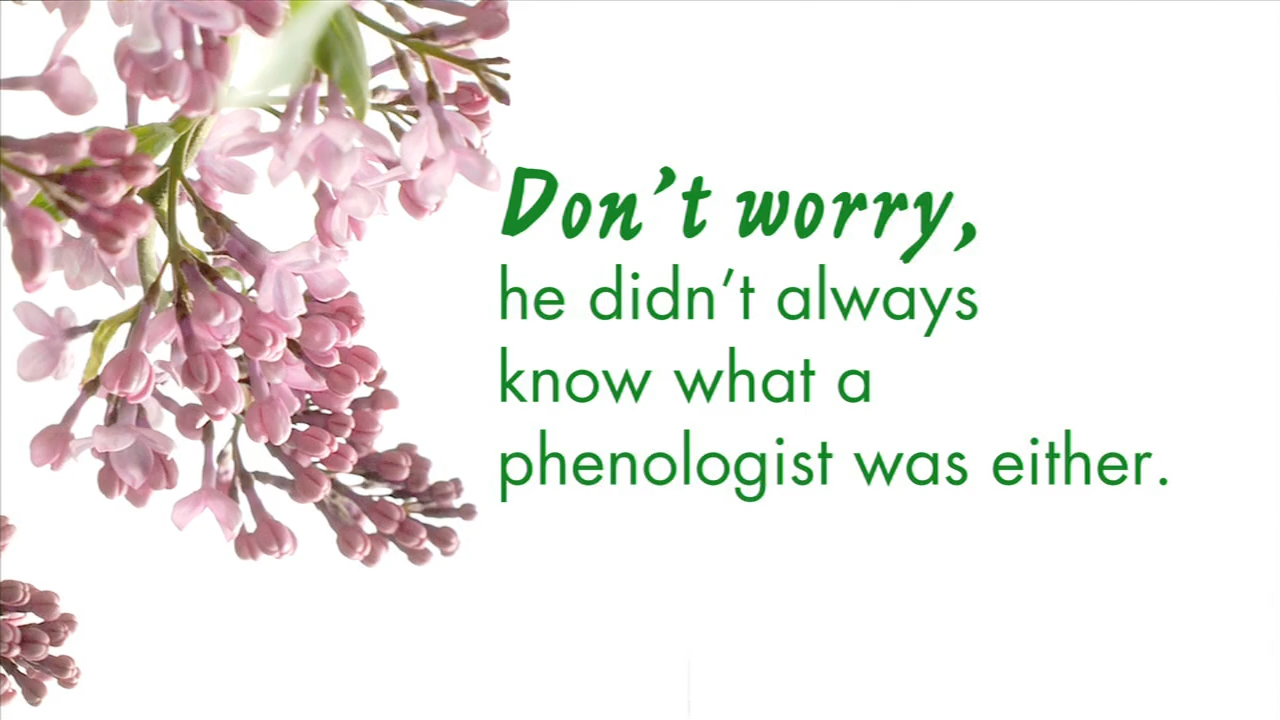 Don’t worry,
he didn’t always
know what a
phenologist was either.